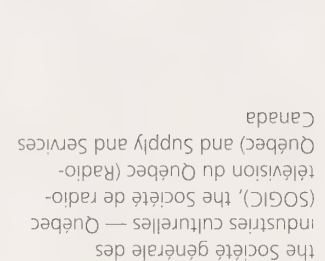 the Société générale des
industries culturelles — Québec
(SOGIC), the Société de radio-
télévision du Québec (Radio-
Québec) and Supply and Services
Canada